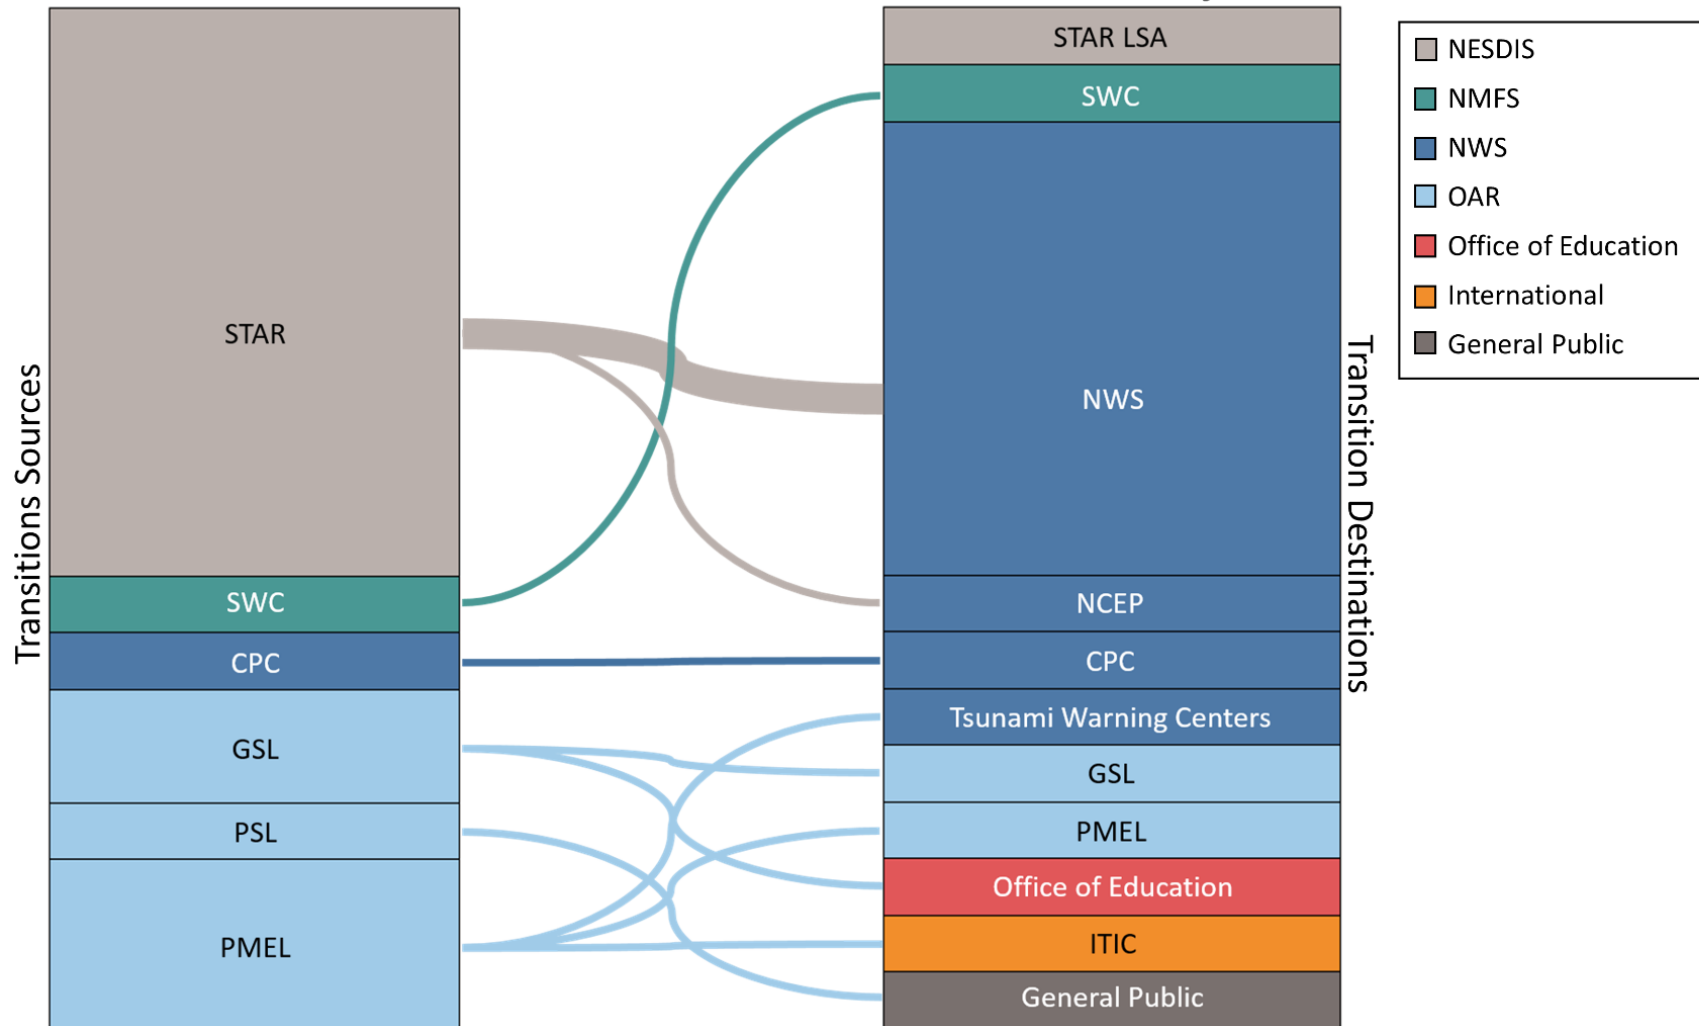 Transitions Sources
STAR
SWC
CPC
GSL
PSL
PMEL
STAR LSA
SWC
NWS
NCEP
CPC
Tsunami Warning Centers
GSL
PMEL
Office of Education
ITIC
General Public
Transition Destinations
NESDIS
NMFS
NWS
OAR
Office of Education
International
General Public